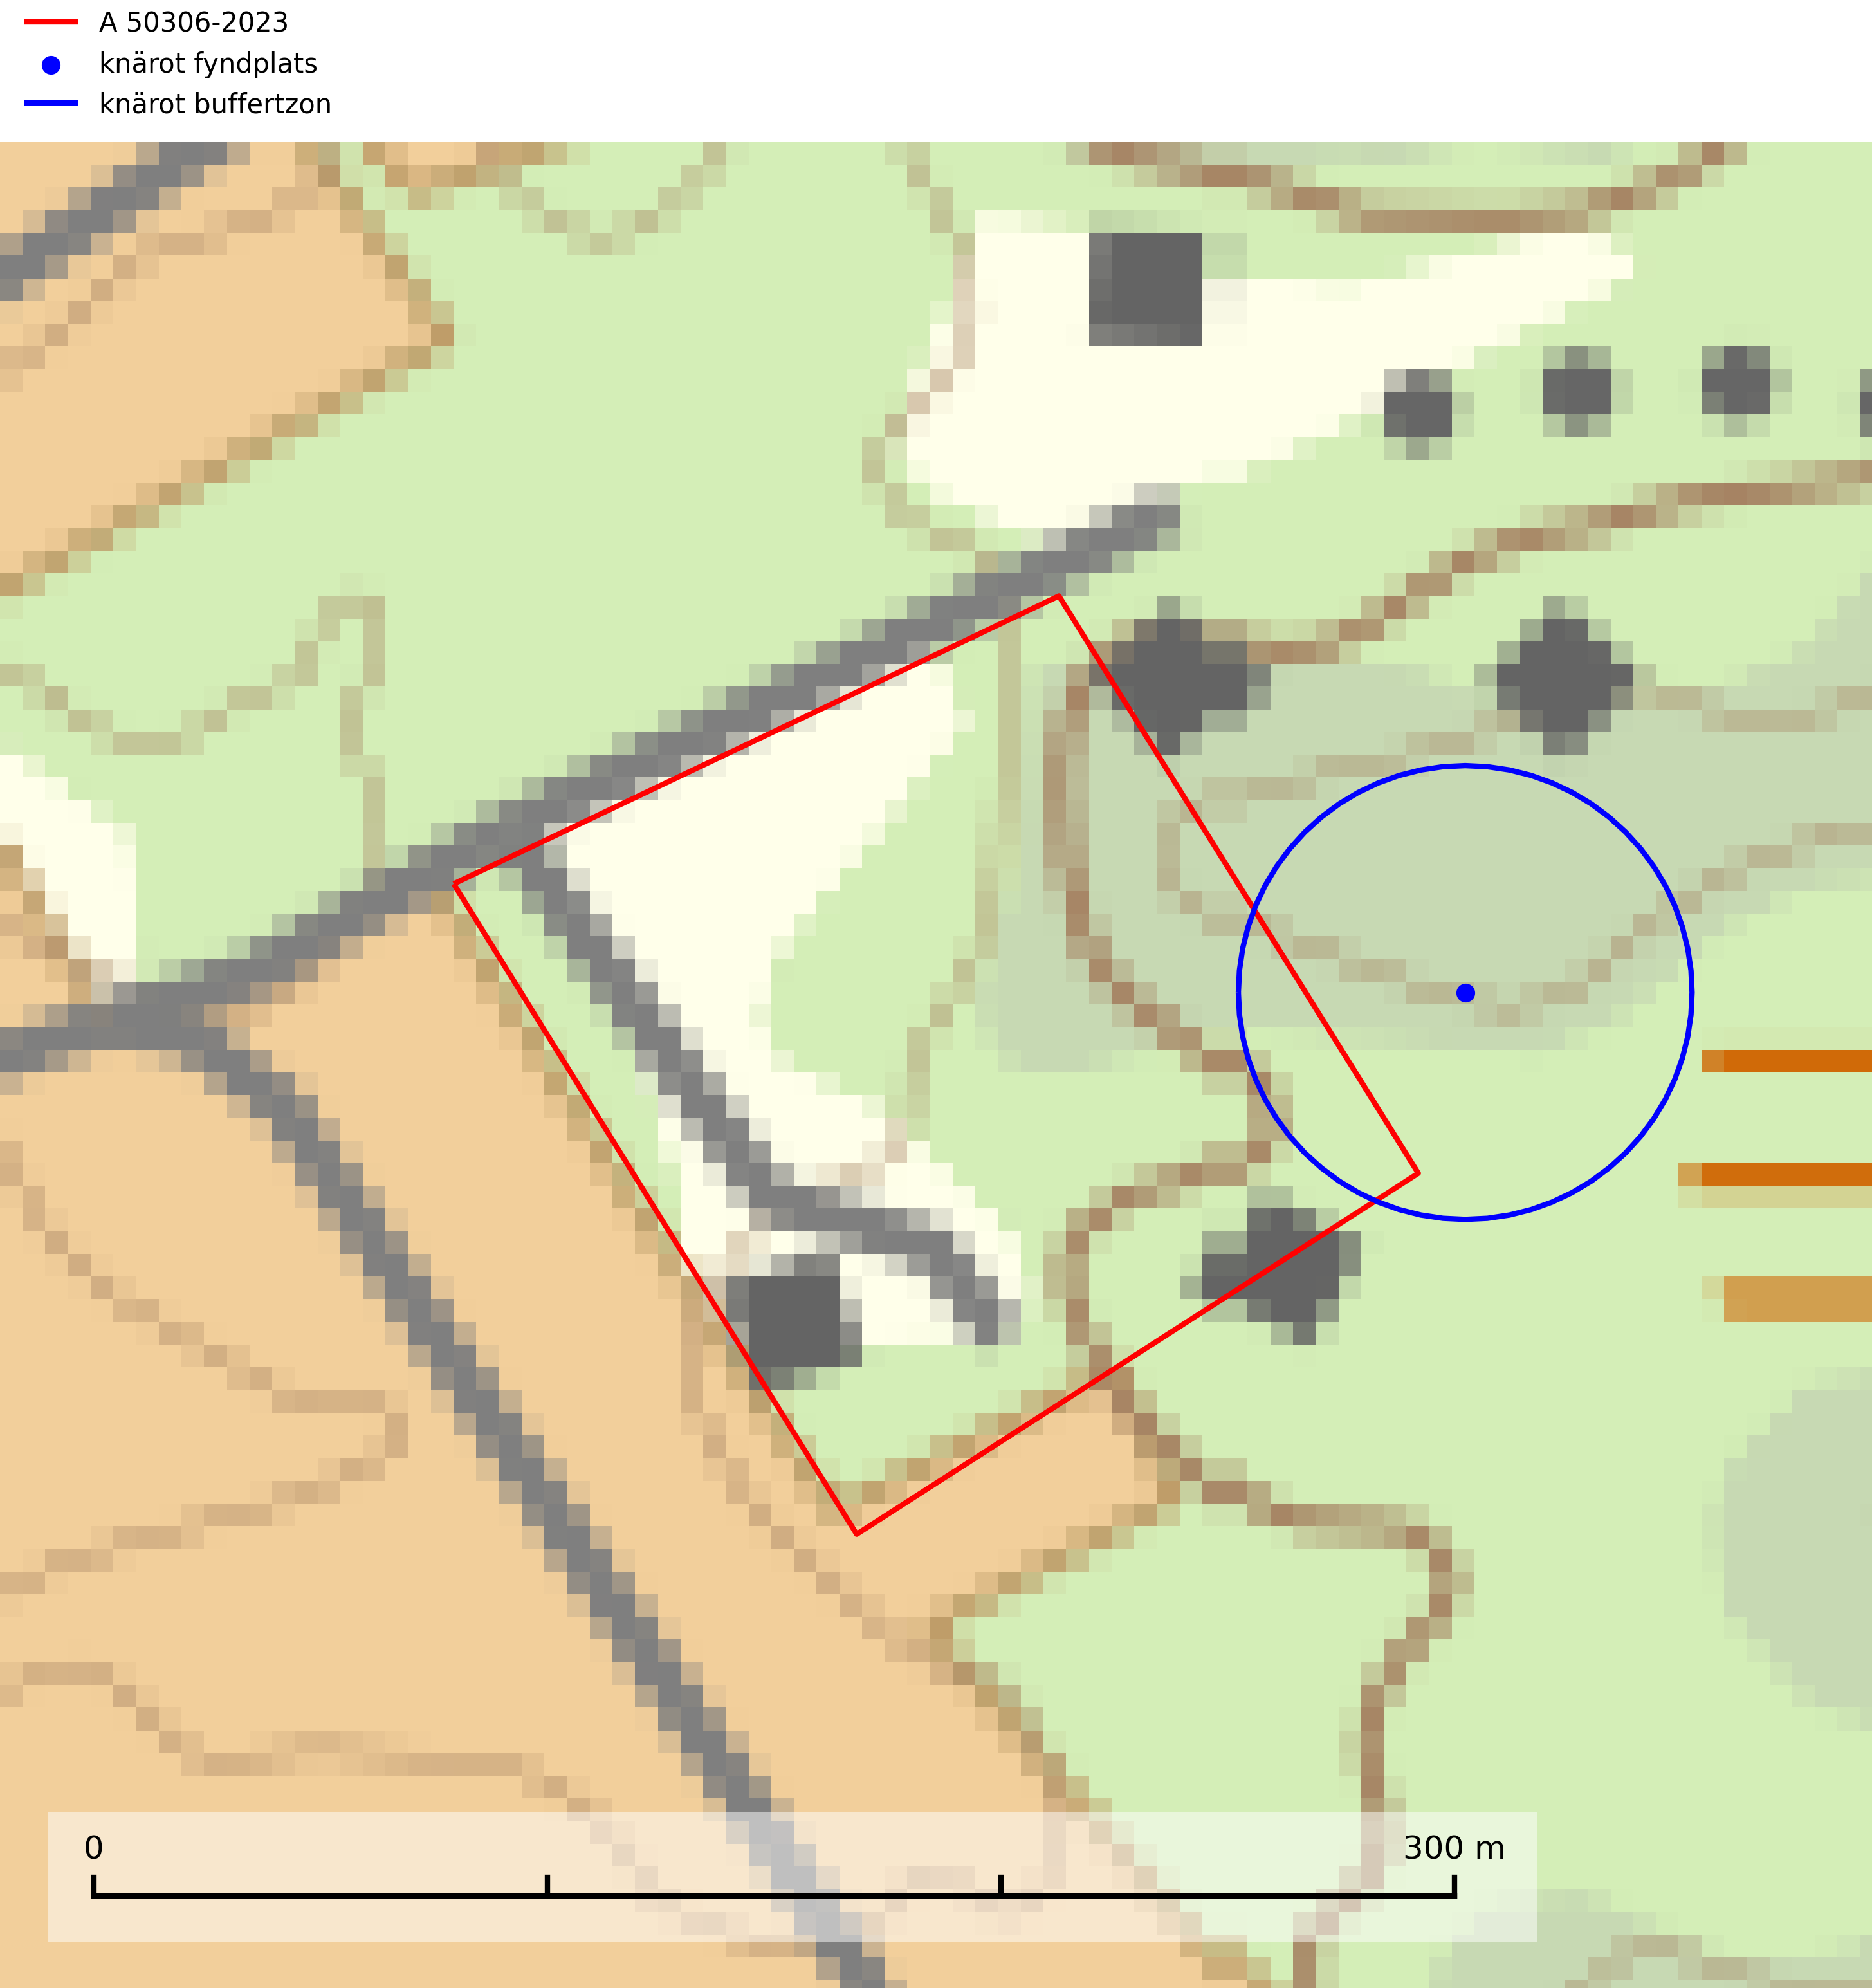 A 50306-2023
knärot fyndplats
knärot buffertzon
0
300 m